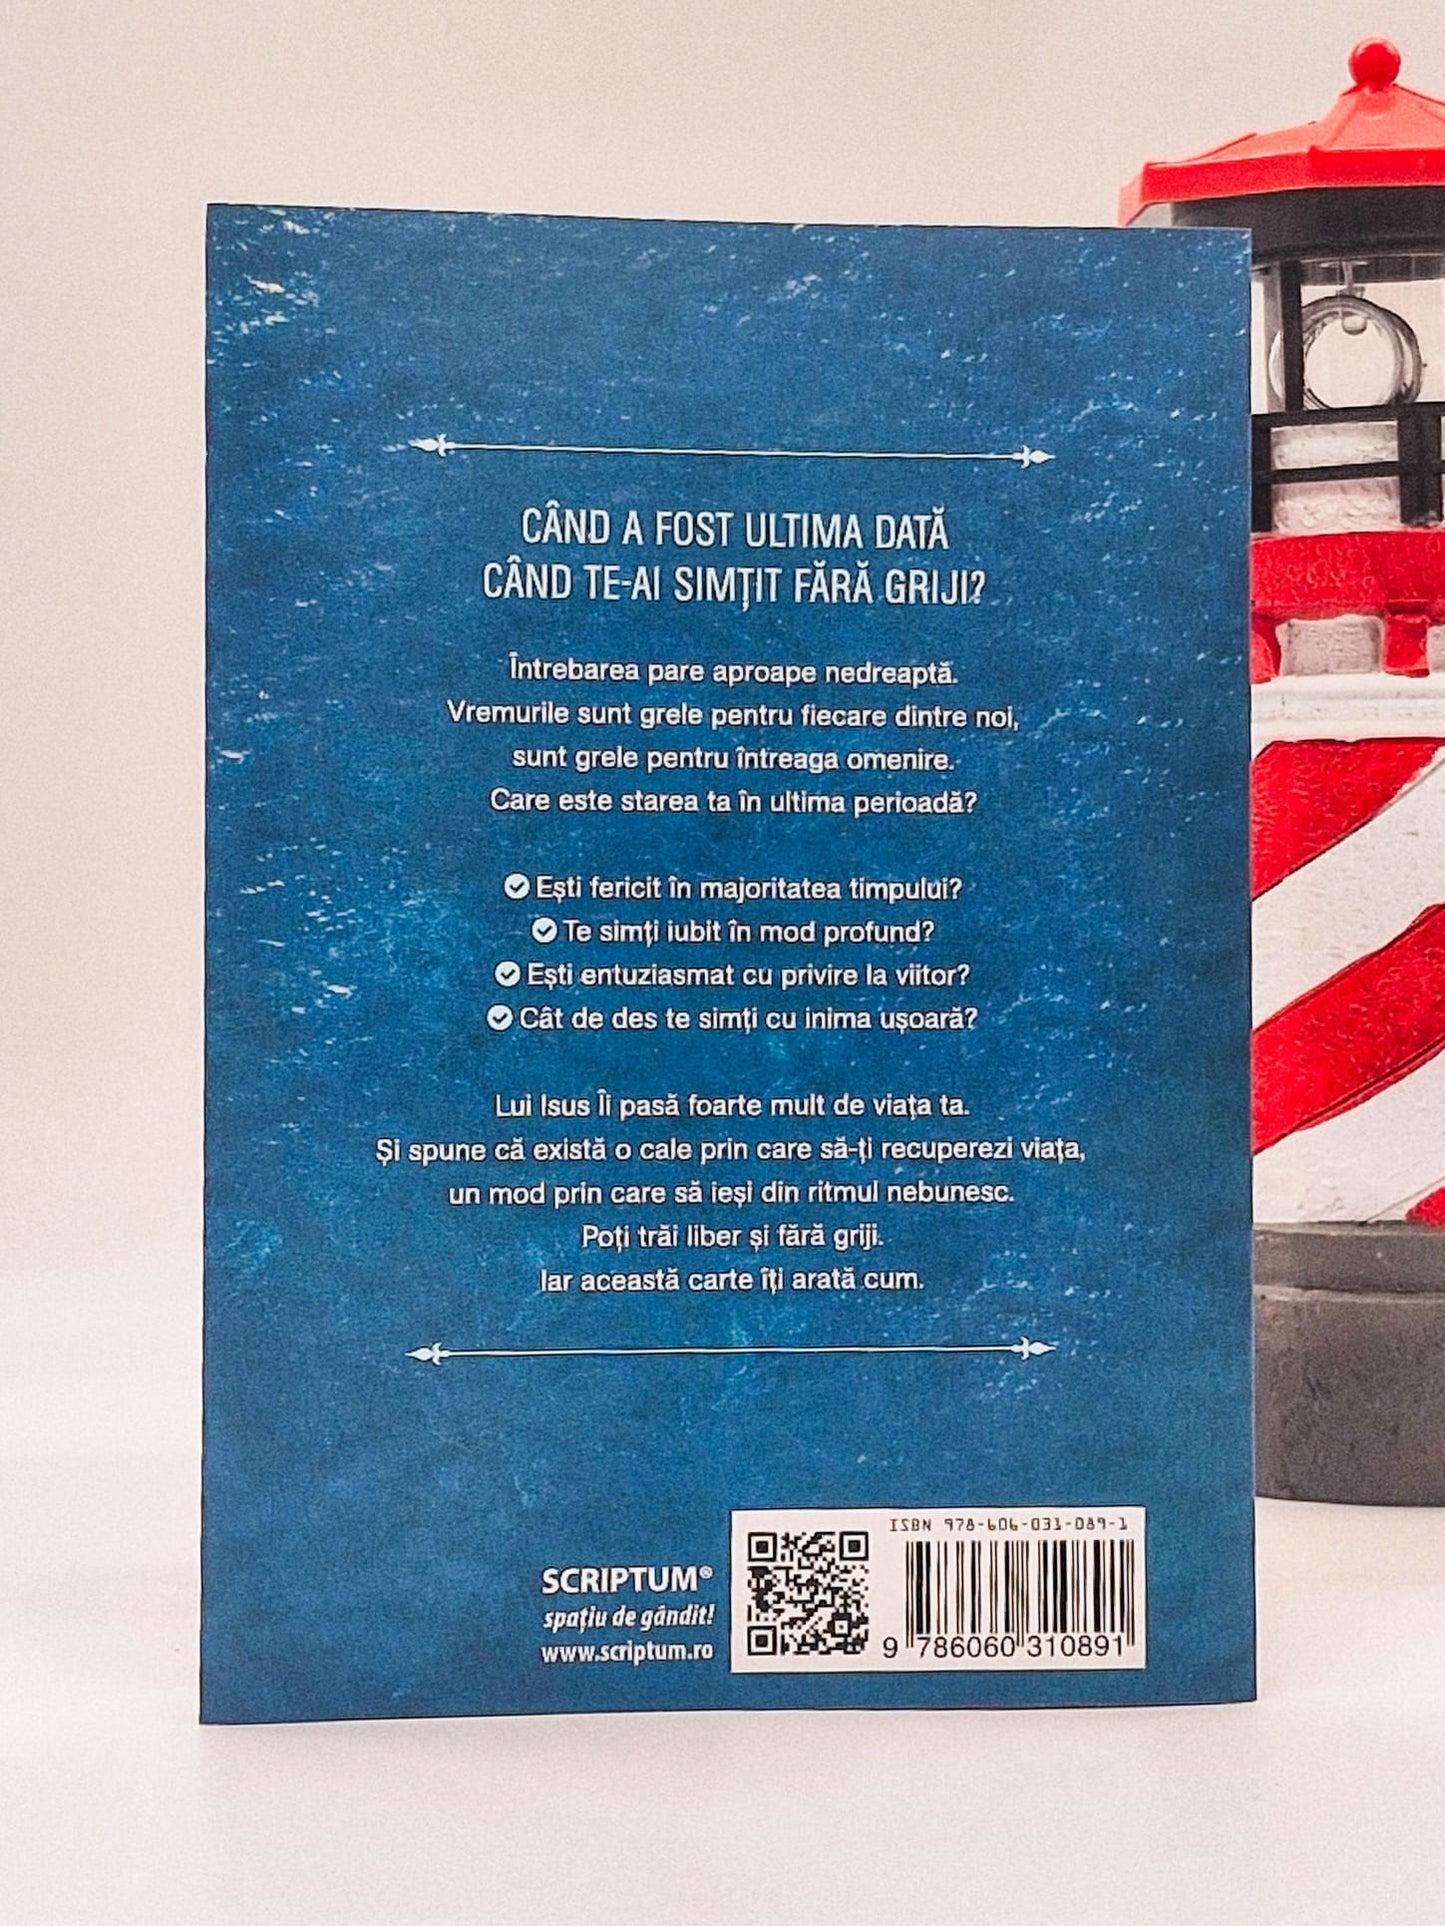 CÂND A FOST ULTIMA DATĂ
CÂND TE-AI SIMȚIT FĂRĂ GRIJI?
Întrebarea pare aproape nedreaptă.
Vremurile sunt grele pentru fiecare dintre noi,
sunt grele pentru întreaga omenire.
Care este starea ta în ultima perioadă?
Ești fericit în majoritatea timpului?
Te simți iubit în mod profund?
Ești entuziasmat cu privire la viitor?
Cât de des te simți cu inima ușoară?
Lui Isus Îi pasă foarte mult de viața ta.
Și spune că există o cale prin care să-ți recuperezi viața,
un mod prin care să ieși din ritmul nebunesc.
Poți trăi liber și fără griji.
Iar această carte îți arată cum.
SCRIPTUM®
spațiu de gândit!
www.scriptum.ro
ISBN 978-606-031-089-1
9 786060 310891